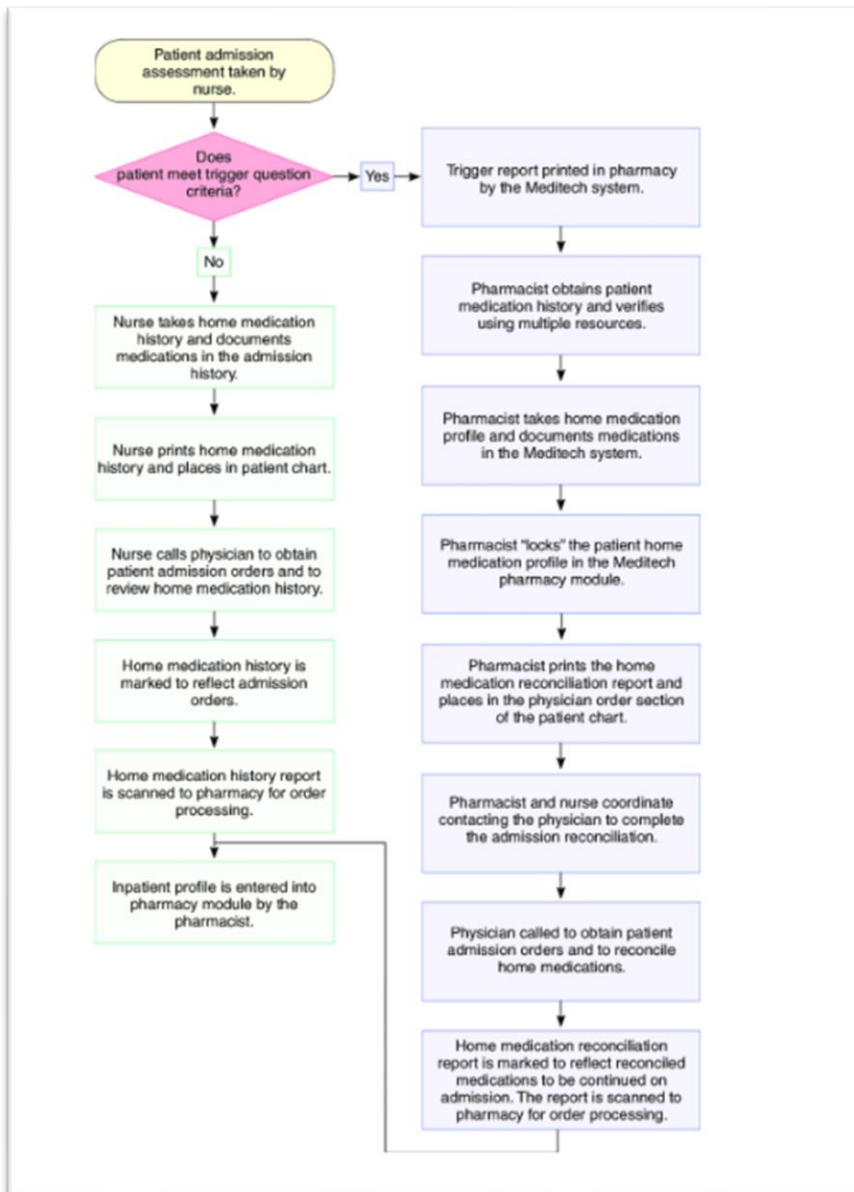 Patient admission
assessment taken by
nurse.
Does
patient meet trigger question
criteria?
Yes
No
Nurse takes home medication
history and documents
medications in the admission
history.
Nurse prints home medication
history and places in patient chart.
Nurse calls physician to obtain
patient admission orders and to
review home medication history.
Home medication history is
marked to reflect admission
orders.
Home medication history report
is scanned to pharmacy for order
processing.
Inpatient profile is entered into
pharmacy module by the
pharmacist.
Trigger report printed in pharmacy
by the Meditech system.
Pharmacist obtains patient
medication history and verifies
using multiple resources.
Pharmacist takes home medication
profile and documents medications
in the Meditech system.
Pharmacist “locks” the patient home
medication profile in the Meditech
pharmacy module.
Pharmacist prints the home
medication reconciliation report and
places in the physician order section
of the patient chart.
Pharmacist and nurse coordinate
contacting the physician to complete
the admission reconciliation.
Physician called to obtain patient
admission orders and to reconcile
home medications.
Home medication reconciliation
report is marked to reflect reconciled
medications to be continued on
admission. The report is scanned to
pharmacy for order processing.